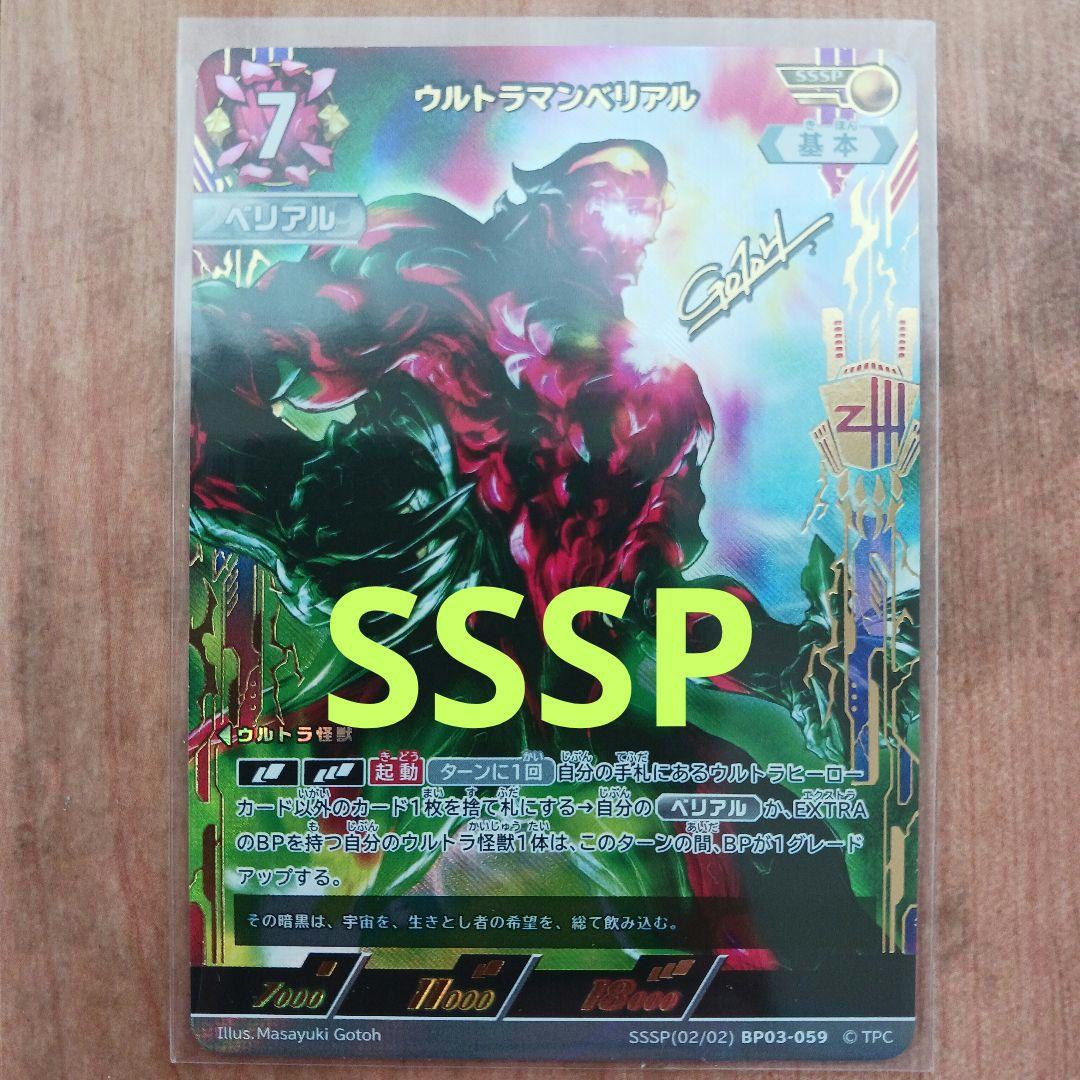 7
ウルトラマンベリアル
SSSP
基本
きほん
ベリアル
GOTOH
SSSP
ウルトラ怪獣
起動 ターンに1回 自分の手札にあるウルトラヒーロー
カード以外のカード1枚を捨て札にする→自分の ベリアル か、EXTRA
のBPを持つ自分のウルトラ怪獣1体は、このターンの間、BPが1グレード
アップする。
その暗黒は、宇宙を、生きとし者の希望を、総て飲み込む。
7000 11000 18000
Illus.Masayuki Gotoh SSSP(02/02) BP03-059 © TPC